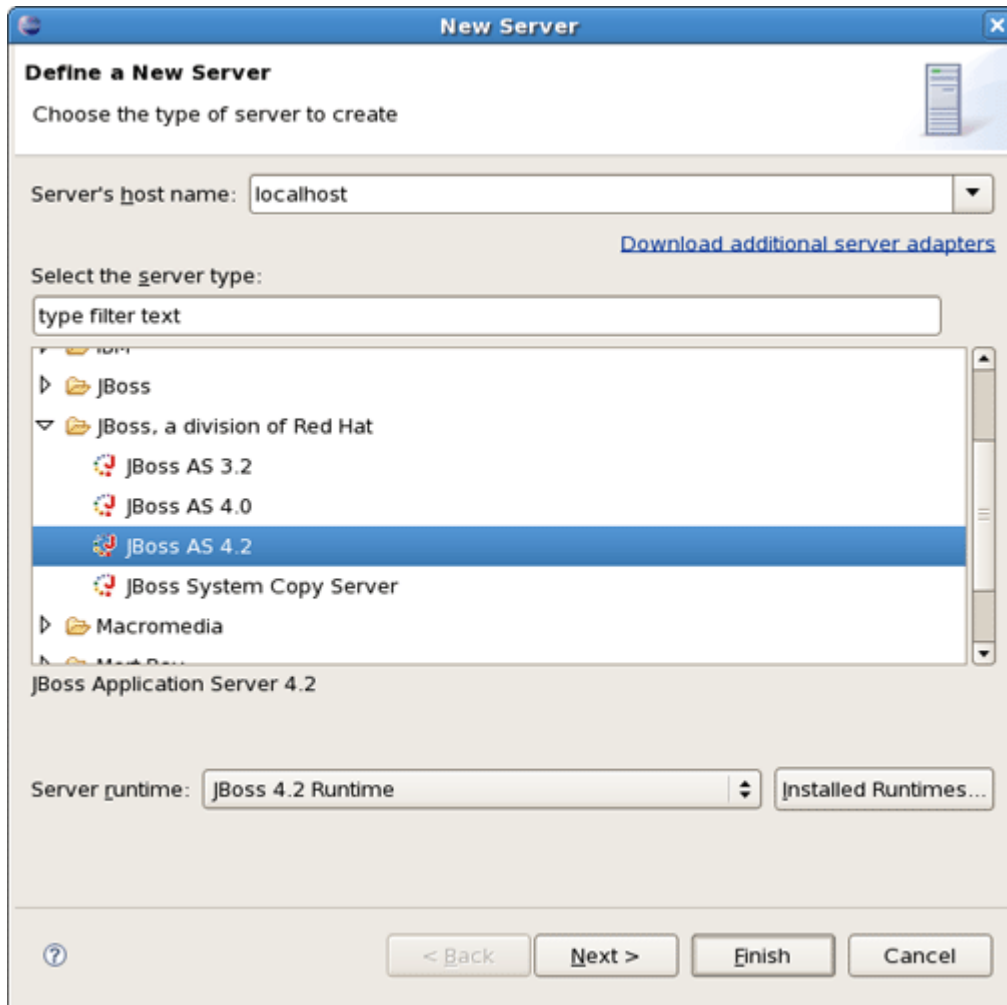 New Server
Define a New Server
Choose the type of server to create
Server's host name: localhost
Download additional server adapters
Select the server type:
type filter text
IBM
JBoss
JBoss, a division of Red Hat
JBoss AS 3.2
JBoss AS 4.0
JBoss AS 4.2
JBoss System Copy Server
Macromedia
JBoss Application Server 4.2
Server runtime: JBoss 4.2 Runtime Installed Runtimes...
< Back Next > Finish Cancel